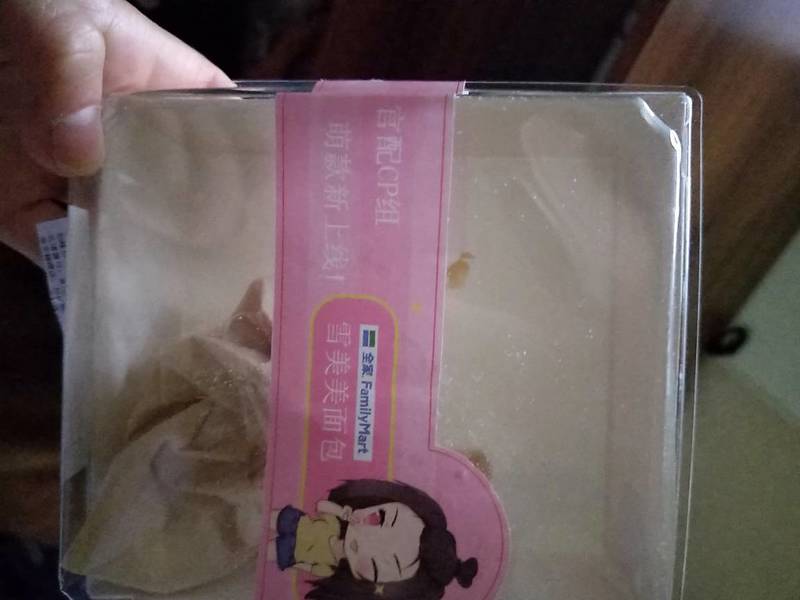 官配CP组
萌款新上线!
全家 FamilyMart
雪美美面包